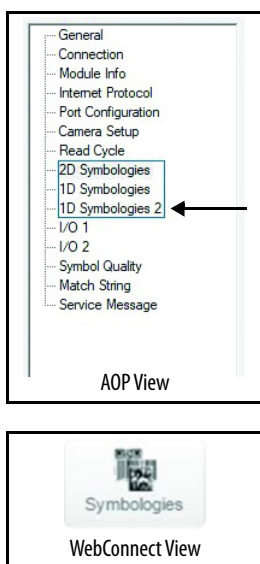 General
Connection
Module Info
Internet Protocol
Port Configuration
Camera Setup
Read Cycle
2D Symbologies
1D Symbologies
1D Symbologies 2
I/O 1
I/O 2
Symbol Quality
Match String
Service Message
AOP View
Symbologies
WebConnect View